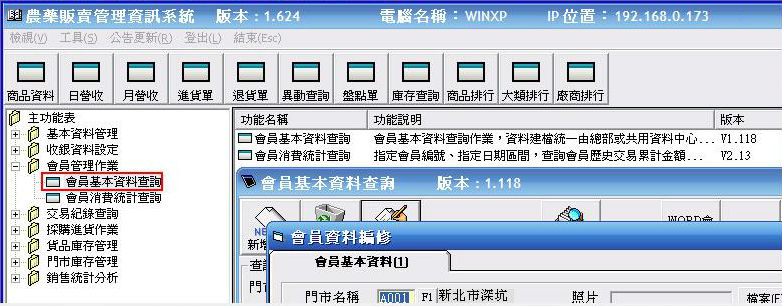 農藥販賣管理資訊系統 版本：1.624 電腦名稱：WINXP IP位置：192.168.0.173
檢視(V) 工具(S) 公告更新(R) 登出(L) 結束(Esc)
商品資料 日營收 月營收 進貨單 退貨單 異動查詢 盤點單 庫存查詢 商品排行 大類排行 廠商排行
主功能表
基本資料管理
收銀資料設定
會員管理作業
會員基本資料查詢
會員消費統計查詢
交易紀錄查詢
採購進貨作業
貨品庫存管理
門市庫存管理
銷售統計分析
功能名稱 功能說明 版本
會員基本資料查詢 會員基本資料查詢作業，資料建檔統一由總部或共用資料中心... V1.118
會員消費統計查詢 指定會員編號、指定日期區間，查詢會員歷史交易累計金額... V2.13
會員基本資料查詢 版本：1.118
新增
會員資料編修
會員基本資料(1)
門市名稱 A001 F1 新北市深坑 照片